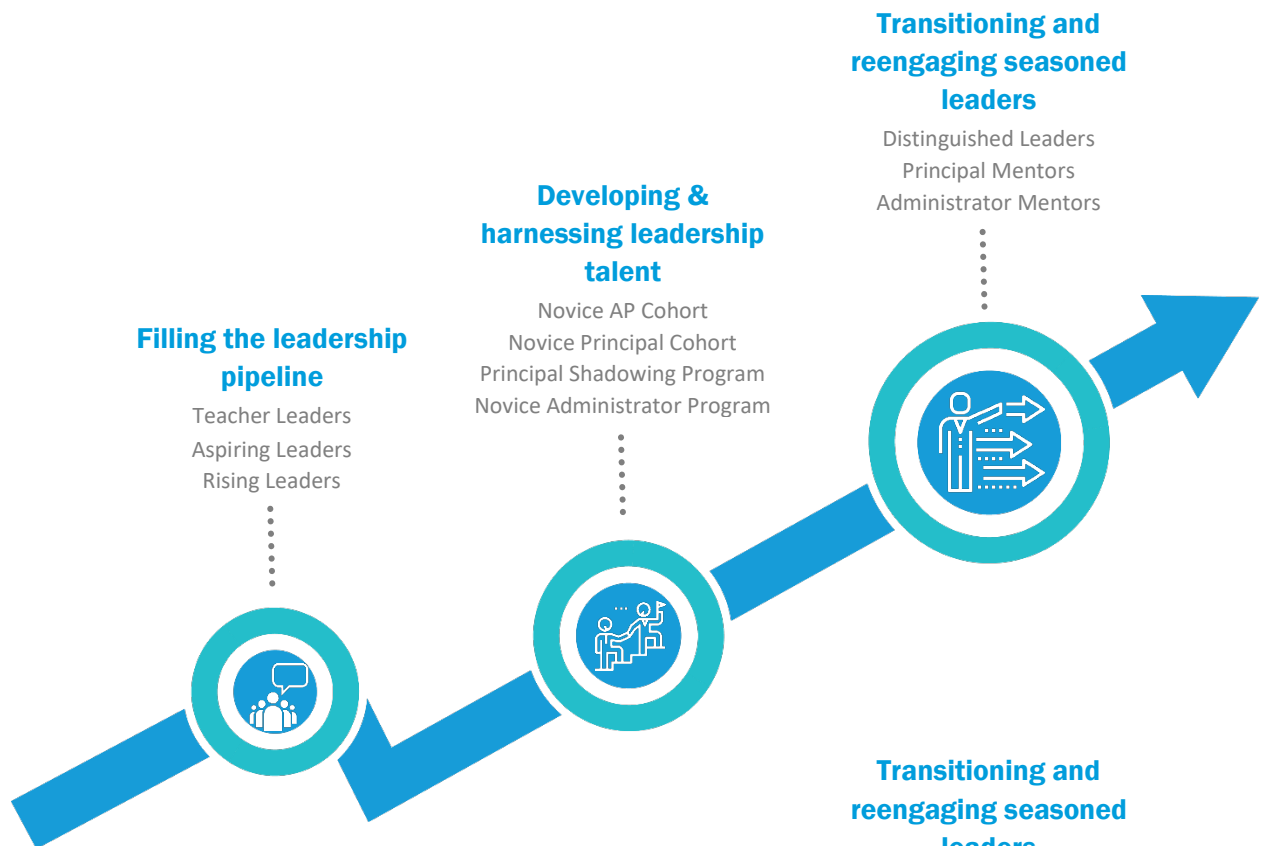 Transitioning and
reengaging seasoned
leaders
Distinguished Leaders
Principal Mentors
Administrator Mentors
Developing &
harnessing leadership
talent
Novice AP Cohort
Novice Principal Cohort
Principal Shadowing Program
Novice Administrator Program
Filling the leadership
pipeline
Teacher Leaders
Aspiring Leaders
Rising Leaders
Transitioning and
reengaging seasoned
leaders